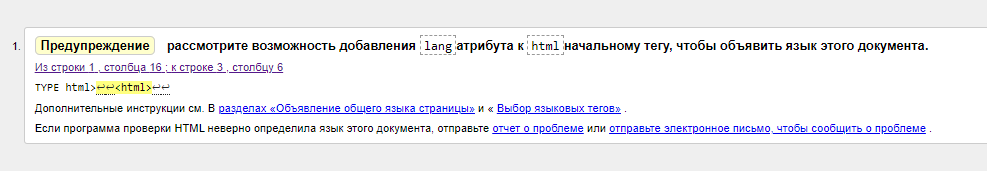 1. Предупреждение рассмотрите возможность добавления lang атрибута к html начальному тегу, чтобы объявить язык этого документа.
Из строки 1 , столбца 16 ; к строке 3 , столбцу 6
TYPE html>↩↩<html>↩↩
Дополнительные инструкции см. В разделах «Объявление общего языка страницы» и « Выбор языковых тегов» .
Если программа проверки HTML неверно определила язык этого документа, отправьте отчет о проблеме или отправьте электронное письмо, чтобы сообщить о проблеме .